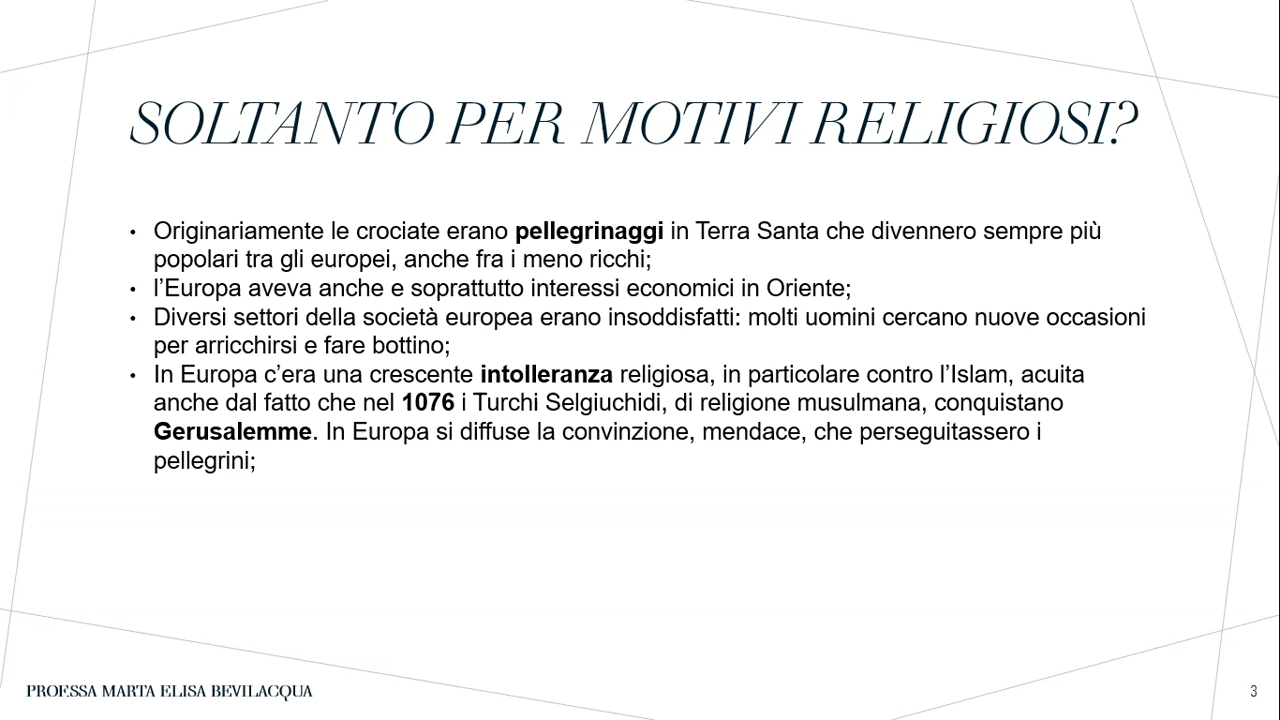 SOLTANTO PER MOTIVI RELIGIOSI?
• Originariamente le crociate erano pellegrinaggi in Terra Santa che divennero sempre più
popolari tra gli europei, anche fra i meno ricchi;
• l’Europa aveva anche e soprattutto interessi economici in Oriente;
• Diversi settori della società europea erano insoddisfatti: molti uomini cercano nuove occasioni
per arricchirsi e fare bottino;
• In Europa c’era una crescente intolleranza religiosa, in particolare contro l’Islam, acuita
anche dal fatto che nel 1076 i Turchi Selgiuchidi, di religione musulmana, conquistano
Gerusalemme. In Europa si diffuse la convinzione, mendace, che perseguitassero i
pellegrini;
PROF.SSA MARTA ELISA BEVILACQUA
3